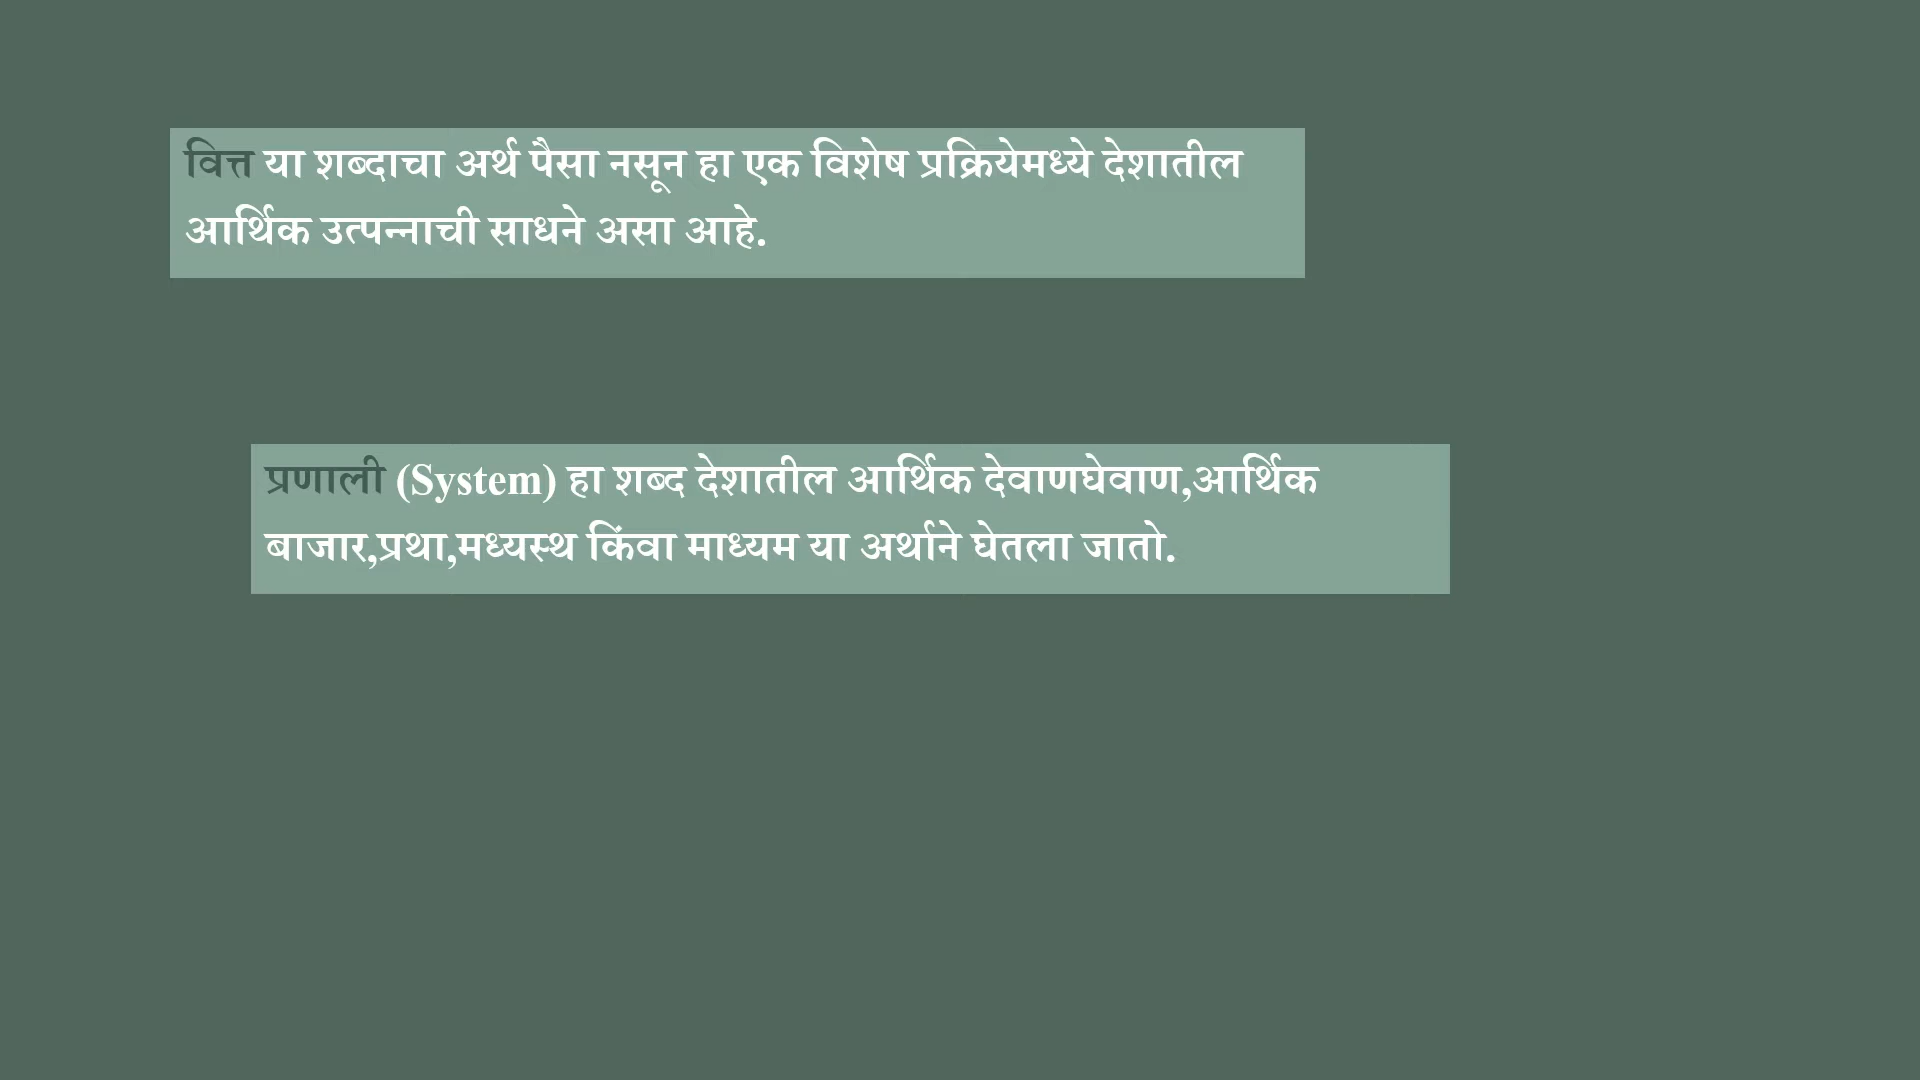 वित्त या शब्दाचा अर्थ पैसा नसून हा एक विशेष प्रक्रियेमध्ये देशातील
आर्थिक उत्पन्नाची साधने असा आहे.
प्रणाली (System) हा शब्द देशातील आर्थिक देवाणघेवाण,आर्थिक
बाजार,प्रथा,मध्यस्थ किंवा माध्यम या अर्थाने घेतला जातो.